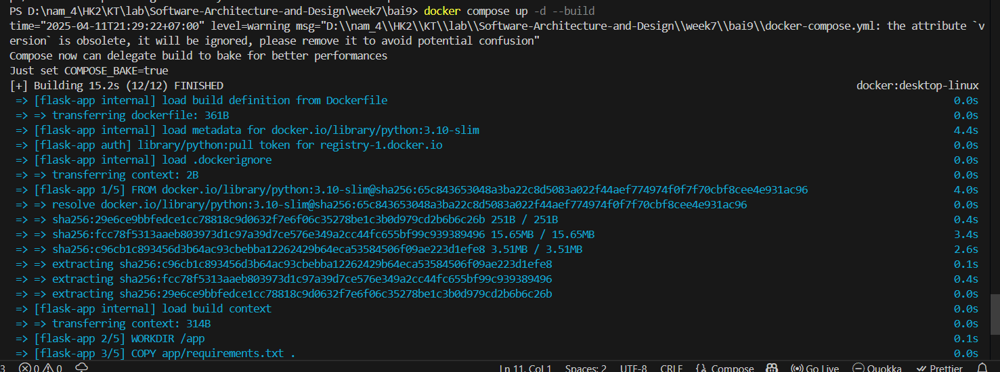 PS D:\nam_4\HK2\KT\lab\Software-Architecture-and-Design\week7\bai9> docker compose up -d --build
time="2025-04-11T21:29:22+07:00" level=warning msg="D:\\nam_4\\HK2\\KT\\lab\\Software-Architecture-and-Design\\week7\\bai9\\docker-compose.yml: the attribute `v
ersion` is obsolete, it will be ignored, please remove it to avoid potential confusion"
Compose now can delegate build to bake for better performances
Just set COMPOSE_BAKE=true
[+] Building 15.2s (12/12) FINISHED docker:desktop-linux
=> [flask-app internal] load build definition from Dockerfile 0.0s
=> => transferring dockerfile: 361B 0.0s
=> [flask-app internal] load metadata for docker.io/library/python:3.10-slim 4.4s
=> [flask-app auth] library/python:pull token for registry-1.docker.io 0.0s
=> [flask-app internal] load .dockerignore 0.0s
=> => transferring context: 2B 0.0s
=> [flask-app 1/5] FROM docker.io/library/python:3.10-slim@sha256:65c843653048a3ba22c8d5083a022f44aef774974f0f7f70cbf8cee4e931ac96 4.0s
=> => resolve docker.io/library/python:3.10-slim@sha256:65c843653048a3ba22c8d5083a022f44aef774974f0f7f70cbf8cee4e931ac96 0.0s
=> => sha256:29e6ce9bbfedce1cc78818c9d0632f7e6f06c35278be1c3b0d979cd2b6b6c26b 251B / 251B 0.4s
=> => sha256:fcc78f5313aaeb803973d1c97a39d7ce576e349a2cc44fc655bf99c939389496 15.65MB / 15.65MB 3.4s
=> => sha256:c96cb1c893456d3b64ac93cbebba12262429b64eca53584506f09ae223d1efe8 3.51MB / 3.51MB 2.6s
=> => extracting sha256:c96cb1c893456d3b64ac93cbebba12262429b64eca53584506f09ae223d1efe8 0.1s
=> => extracting sha256:fcc78f5313aaeb803973d1c97a39d7ce576e349a2cc44fc655bf99c939389496 0.4s
=> => extracting sha256:29e6ce9bbfedce1cc78818c9d0632f7e6f06c35278be1c3b0d979cd2b6b6c26b 0.0s
=> [flask-app internal] load build context 0.0s
=> => transferring context: 314B 0.0s
=> [flask-app 2/5] WORKDIR /app 0.1s
=> [flask-app 3/5] COPY app/requirements.txt . 0.0s
3 0 0 Ln 11, Col 1 Spaces: 2 UTF-8 CRLF Compose Go Live Quokka Prettier